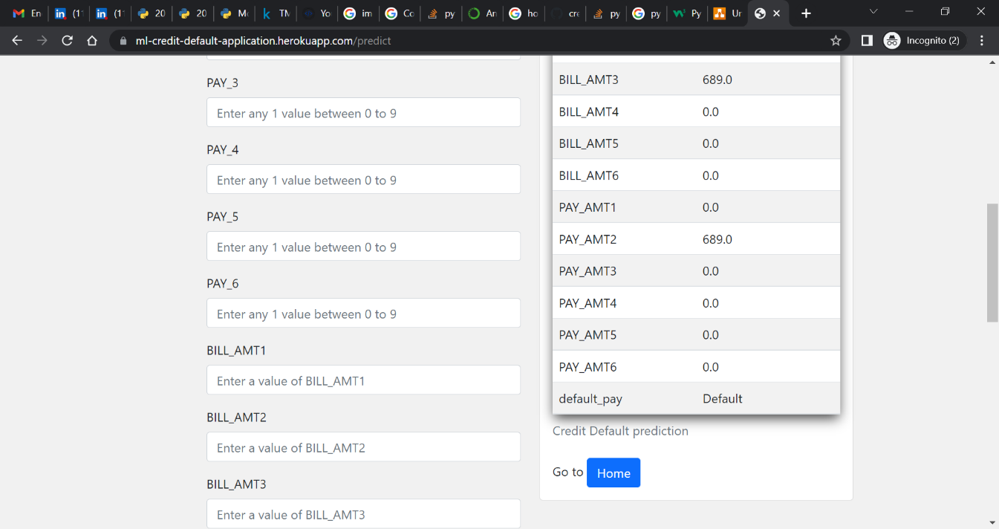 En
(1
(1
20
20
M
TM
Yo
im
Co
py
An
ho
cre
py
py
Py
Ur
ml-credit-default-application.herokuapp.com/predict
Incognito (2)
PAY_3
Enter any 1 value between 0 to 9
PAY_4
Enter any 1 value between 0 to 9
PAY_5
Enter any 1 value between 0 to 9
PAY_6
Enter any 1 value between 0 to 9
BILL_AMT1
Enter a value of BILL_AMT1
BILL_AMT2
Enter a value of BILL_AMT2
BILL_AMT3
Enter a value of BILL_AMT3
BILL_AMT3 689.0
BILL_AMT4 0.0
BILL_AMT5 0.0
BILL_AMT6 0.0
PAY_AMT1 0.0
PAY_AMT2 689.0
PAY_AMT3 0.0
PAY_AMT4 0.0
PAY_AMT5 0.0
PAY_AMT6 0.0
default_pay Default
Credit Default prediction
Go to Home